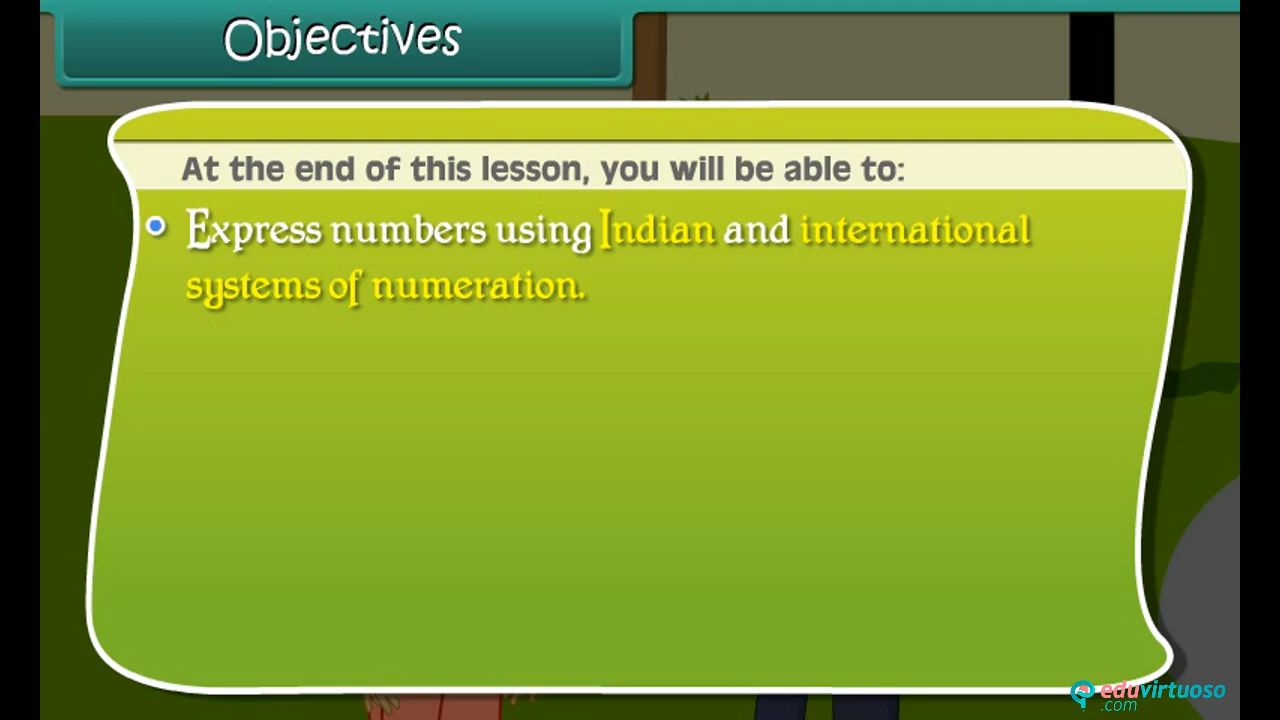 Objectives
At the end of this lesson, you will be able to:
Express numbers using Indian and international
systems of numeration.
eduvirtuoso
.com